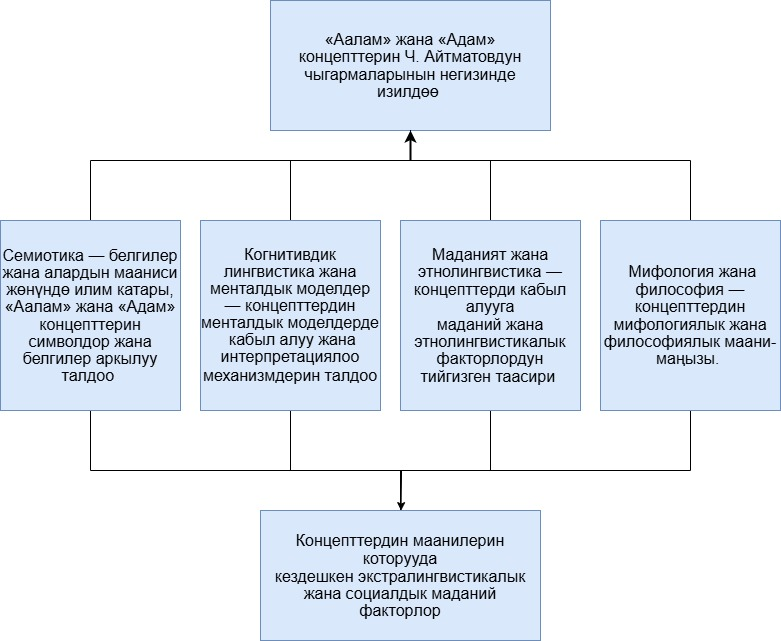 «Аалам» жана «Адам»
концепттерин Ч. Айтматовдун
чыгармаларынын негизинде
изилдөө
Семиотика — белгилер
жана алардын мааниси
жөнүндө илим катары,
«Аалам» жана «Адам»
концепттерин
символдор жана
белгилер аркылуу
талдоо
Когнитивдик
лингвистика жана
менталдык моделдер
— концепттердин
менталдык моделдерде
кабыл алуу жана
интерпретациялоо
механизмдерин талдоо
Маданият жана
этнолингвистика —
концепттерди кабыл
алууга
маданий жана
этнолингвистикалык
факторлордун
тийгизген таасири
Мифология жана
философия —
концепттердин
мифологиялык жана
философиялык маани-
маңызы.
Концепттердин маанилерин
которууда
кездешкен экстралингвистикалык
жана социалдык маданий
факторлор